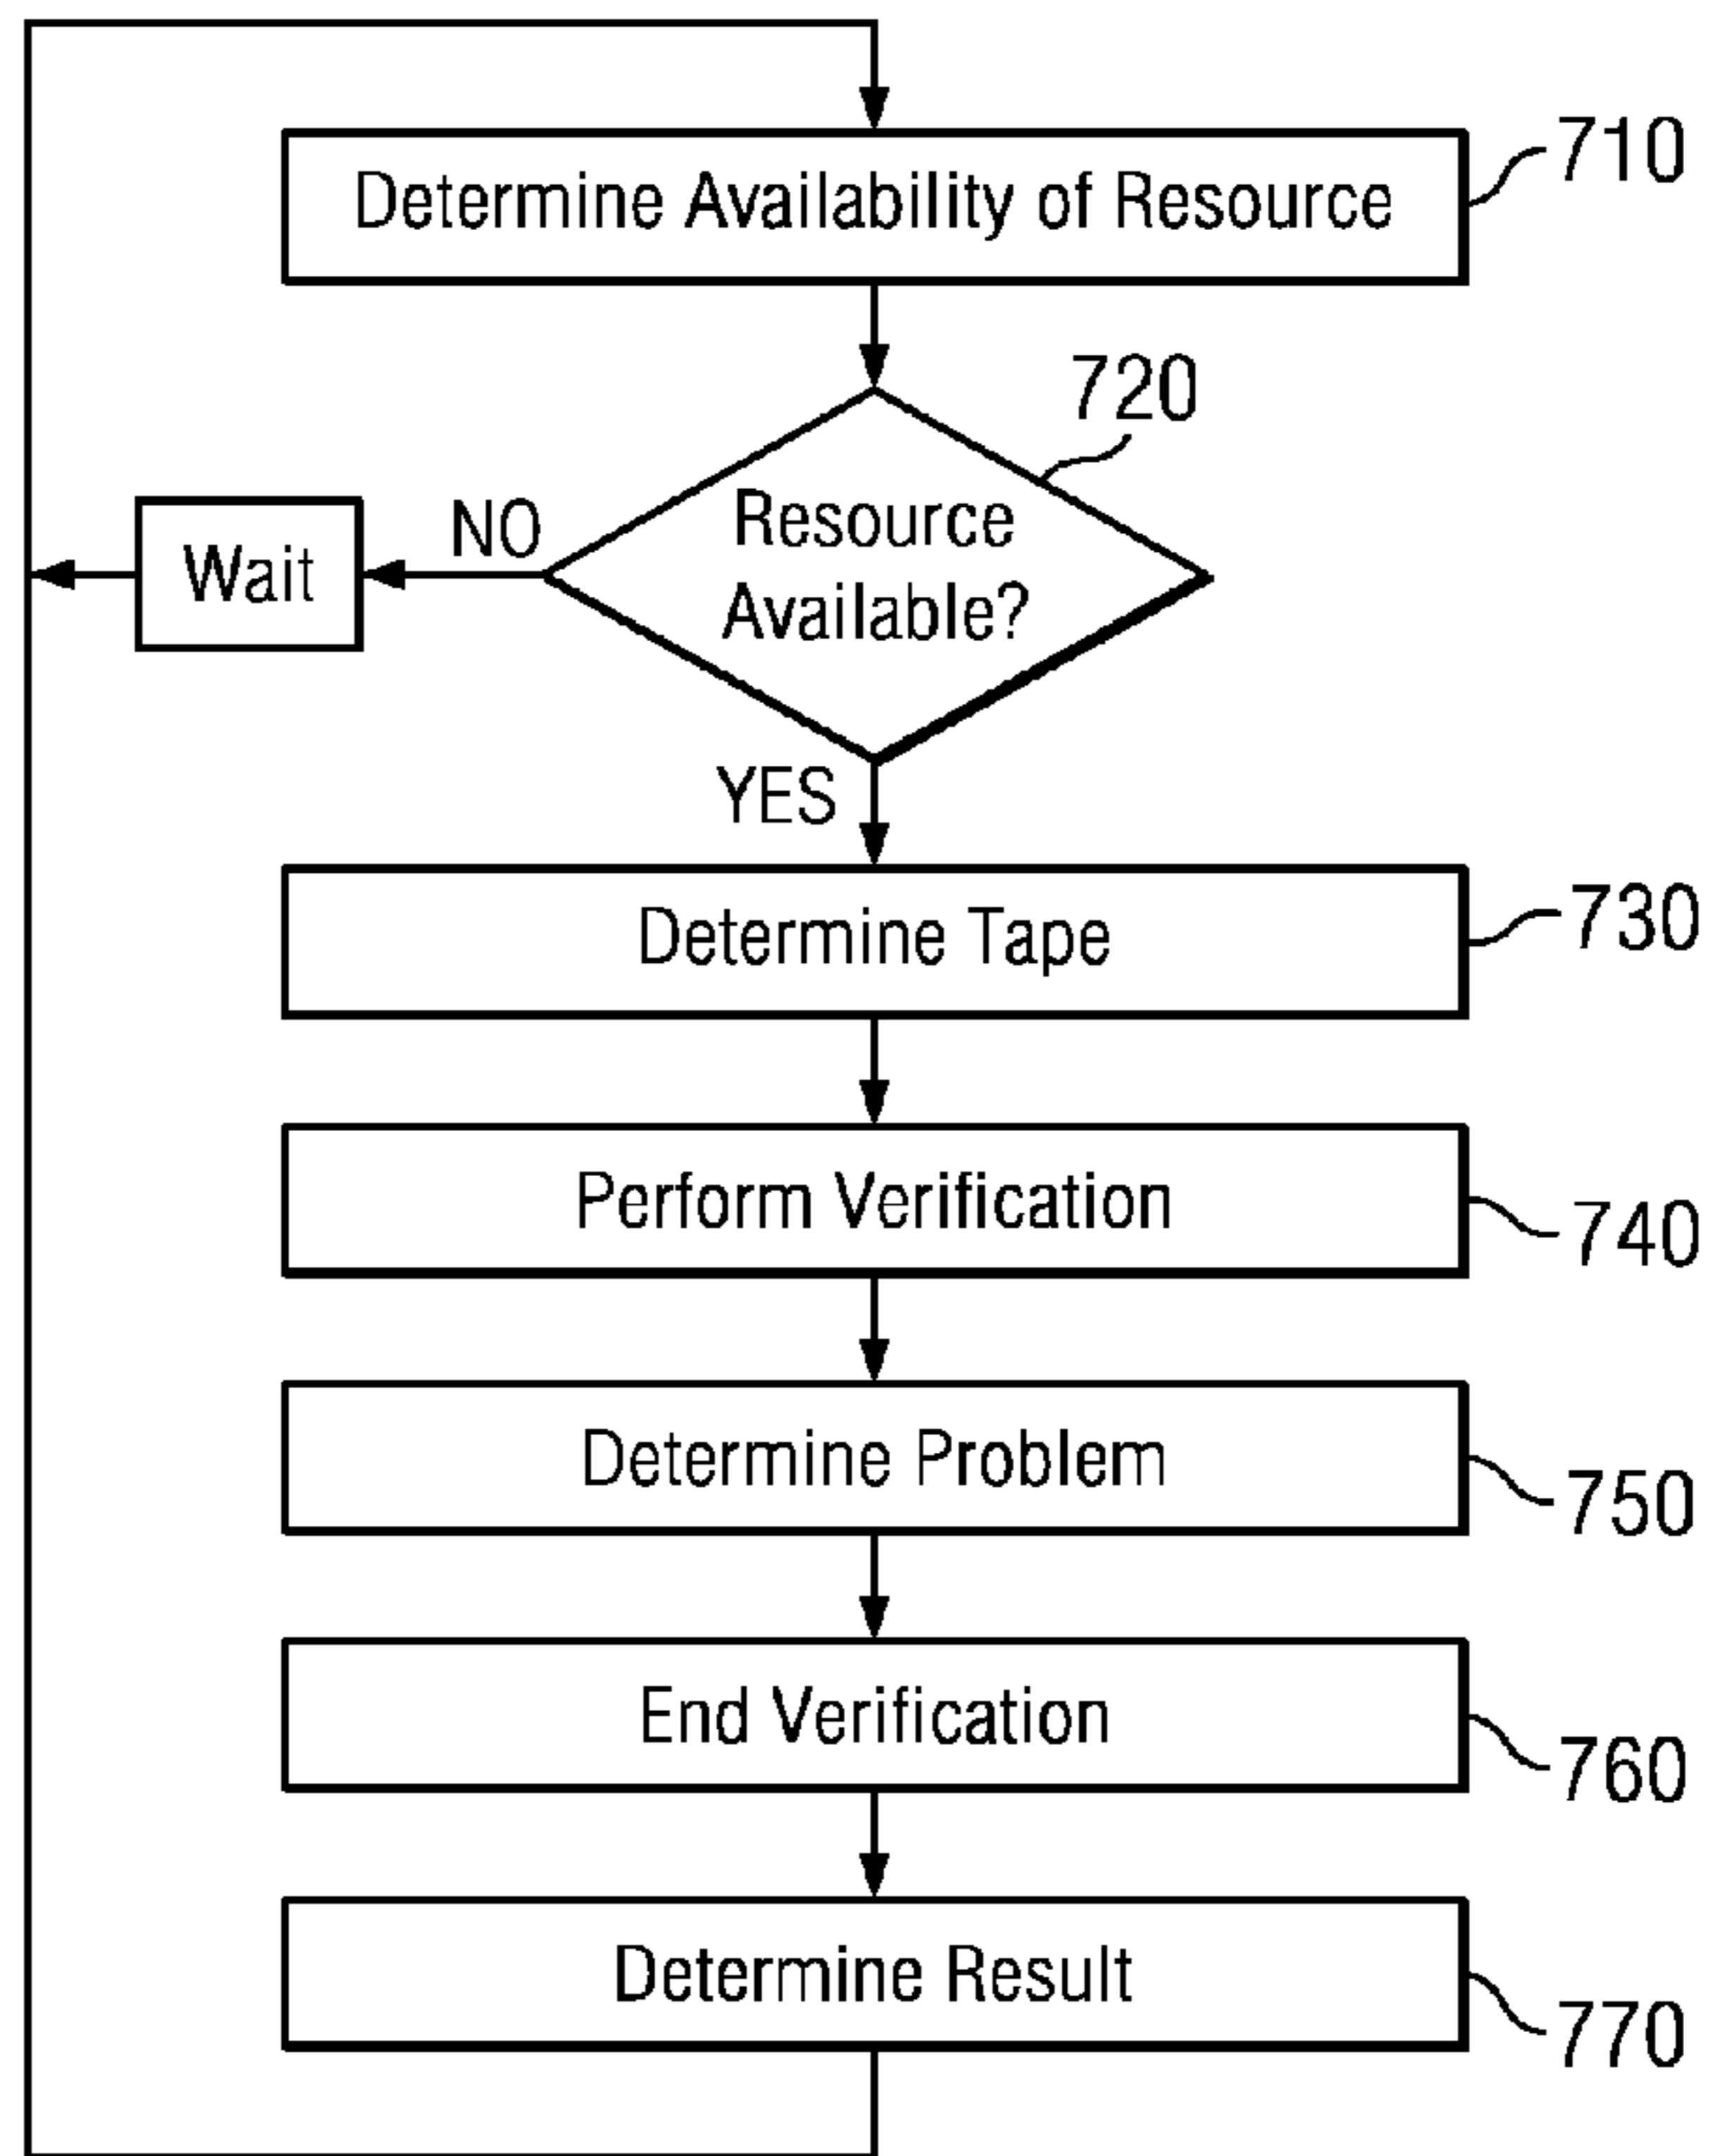 Determine Availability of Resource
710
720
Resource
Available?
NO
Wait
YES
Determine Tape
730
Perform Verification
740
Determine Problem
750
End Verification
760
Determine Result
770